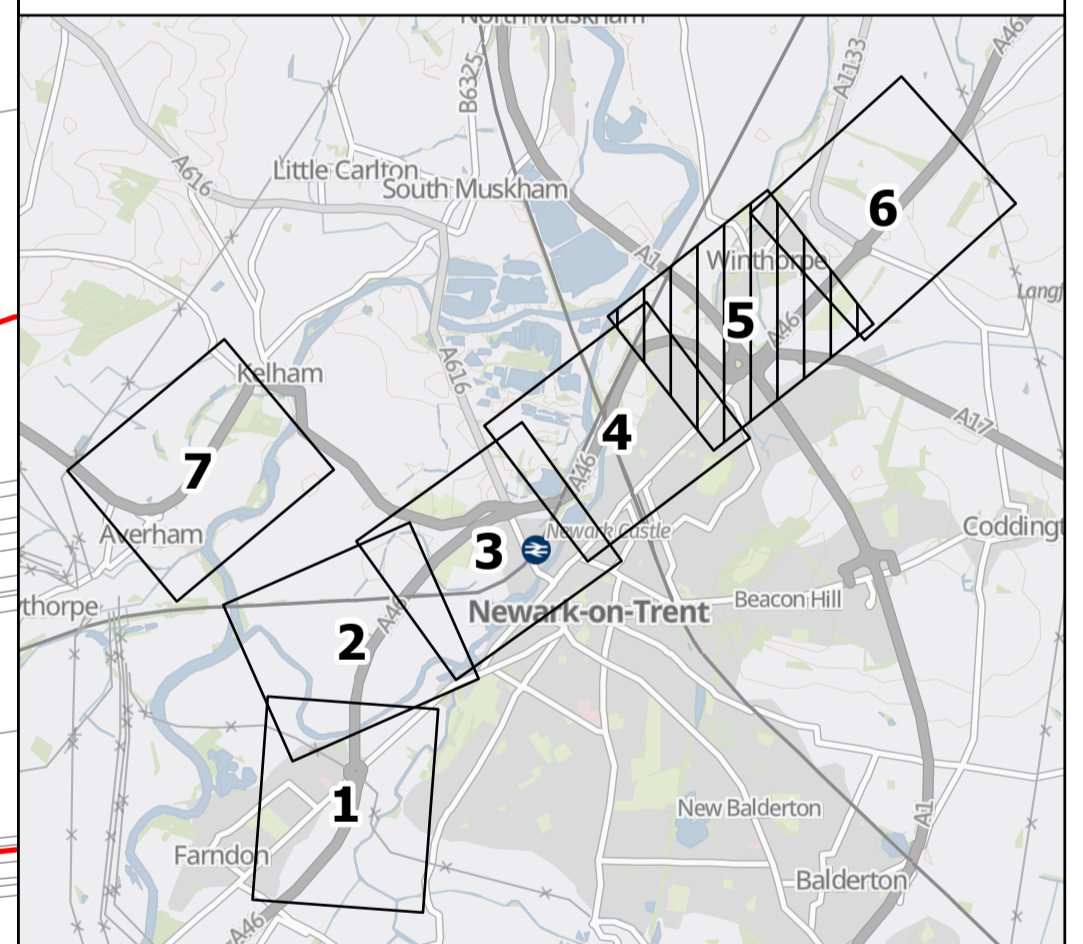 North Muskham
A46
A1133
B6325
A616
Little Carlton
South Muskham
6
A1
Winthorpe
Langf
5
A46
Kelham
A616
A17
4
7
A46
Averham
Newark Castle
Coddingt
3
ythorpe
A46
Newark-on-Trent
Beacon Hill
2
1
New Balderton
A1
Farndon
Balderton
A46